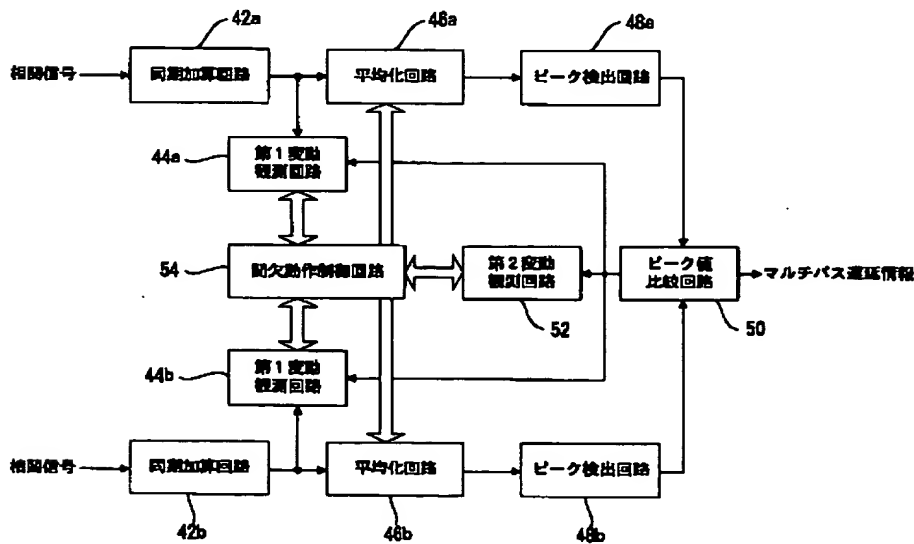 42a
46a
48a
相関信号
同期加算回路
平均化回路
ピーク検出回路
44a
第1変動
観測回路
54
間欠動作制御回路
第2変動
観測回路
ピーク値
比較回路
マルチパス遅延情報
52
50
第1変動
観測回路
44b
相関信号
同期加算回路
平均化回路
ピーク検出回路
42b
46b
48b